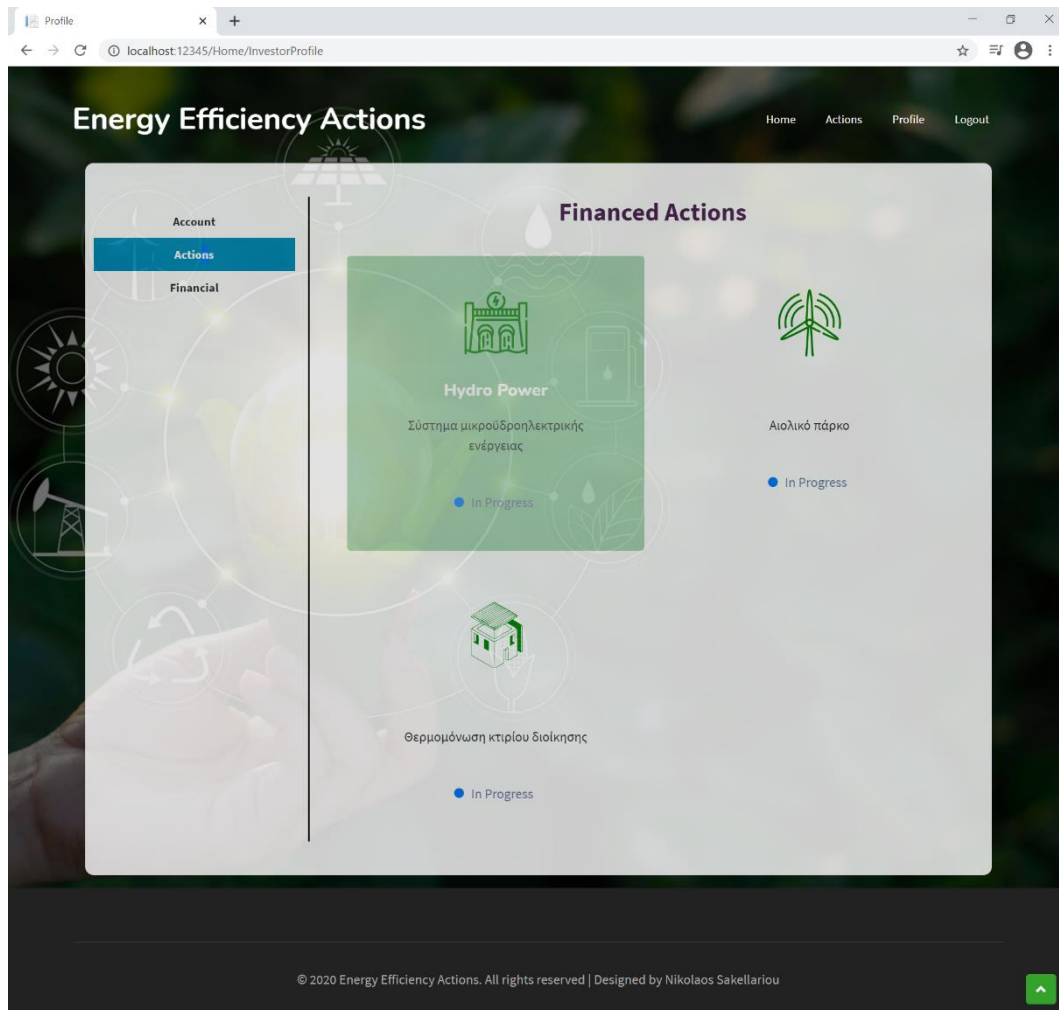 Profile
localhost:12345/Home/InvestorProfile
Energy Efficiency Actions
Home Actions Profile Logout
Account
Actions
Financial
Financed Actions
Hydro Power
Σύστημα μικροϋδροηλεκτρικής
ενέργειας
In Progress
Αιολικό πάρκο
In Progress
Θερμομόνωση κτιρίου διοίκησης
In Progress
© 2020 Energy Efficiency Actions. All rights reserved | Designed by Nikolaos Sakellariou